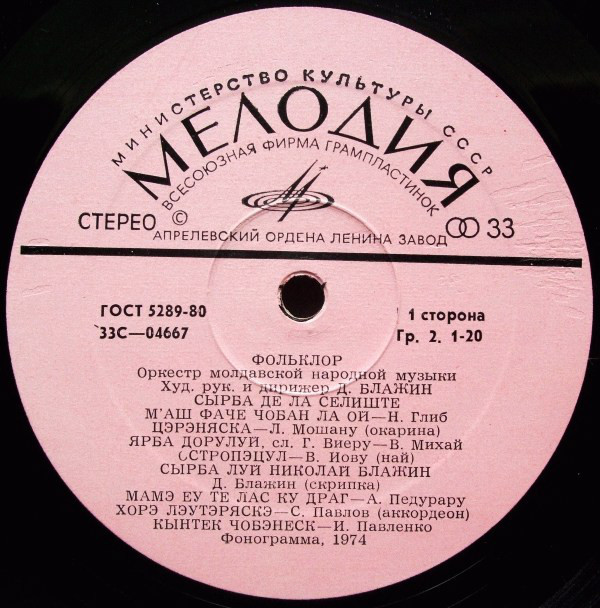 МИНИСТЕРСТВО КУЛЬТУРЫ СССР
МЕЛОДИЯ
ВСЕСОЮЗНАЯ ФИРМА ГРАМПЛАСТИНОК
СТЕРЕО ©
33
АПРЕЛЕВСКИЙ ОРДЕНА ЛЕНИНА ЗАВОД
ГОСТ 5289-80
33С—04667
1 сторона
Гр. 2. 1-20
ФОЛЬКЛОР
Оркестр молдавской народной музыки
Худ. рук. и дирижер Д. БЛАЖИН
СЫРБА ДЕ ЛА СЕЛИШТЕ
М'АШ ФАЧЕ ЧОБАН ЛА ОЙ—Н. Глиб
ЦЭРЭНЯСКА—Л. Мошану (окарина)
ЯРБА ДОРУЛУЙ, сл. Г. Виеру—В. Михай
ОСТРОПЭЦУЛ—В. Иову (най)
СЫРБА ЛУЙ НИКОЛАЙ БЛАЖИН
Д. Блажин (скрипка)
МАМЭ ЕУ ТЕ ЛАС КУ ДРАГ—А. Педурару
ХОРЭ ЛЭУТЭРЯСКЭ—С. Павлов (аккордеон)
КЫНТЕК ЧОБЭНЕСК—И. Павленко
Фонограмма, 1974